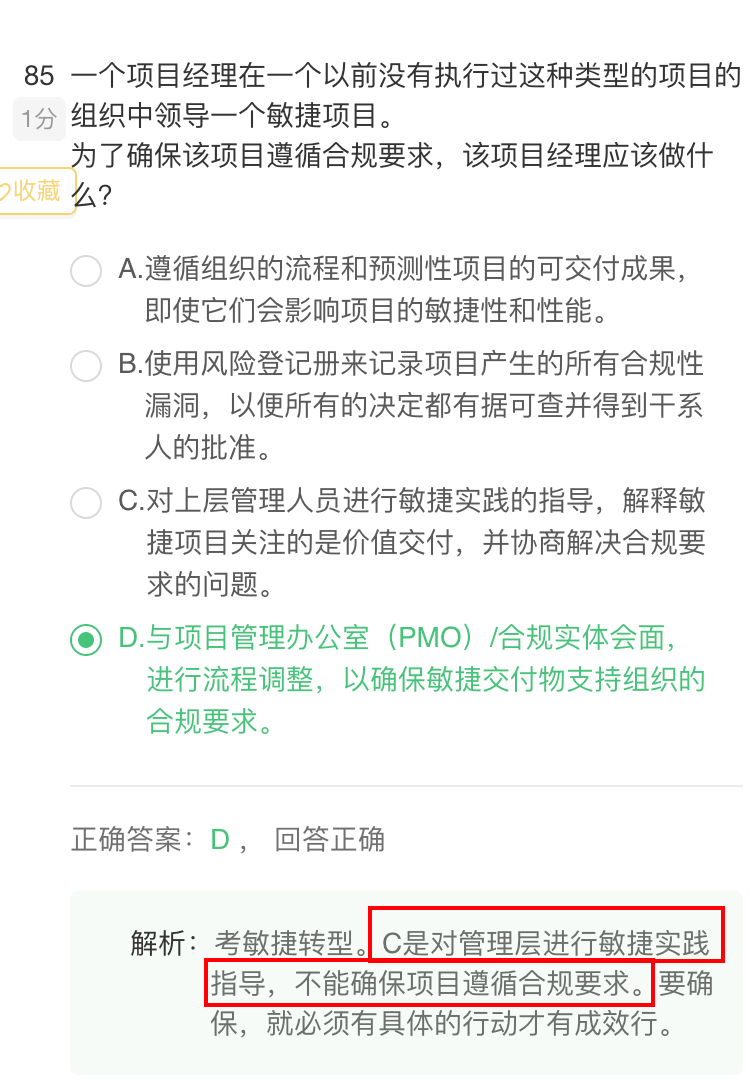 85 一个项目经理在一个以前没有执行过这种类型的项目的
1分 组织中领导一个敏捷项目。
为了确保该项目遵循合规要求，该项目经理应该做什
收藏 么?
A.遵循组织的流程和预测性项目的可交付成果，
即使它们会影响项目的敏捷性和性能。
B.使用风险登记册来记录项目产生的所有合规性
漏洞，以便所有的决定都有据可查并得到干系
人的批准。
C.对上层管理人员进行敏捷实践的指导，解释敏
捷项目关注的是价值交付，并协商解决合规要
求的问题。
D.与项目管理办公室（PMO）/合规实体会面，
进行流程调整，以确保敏捷交付物支持组织的
合规要求。
正确答案：D ， 回答正确
解析：考敏捷转型。C是对管理层进行敏捷实践
指导，不能确保项目遵循合规要求。要确
保，就必须有具体的行动才有成效行。